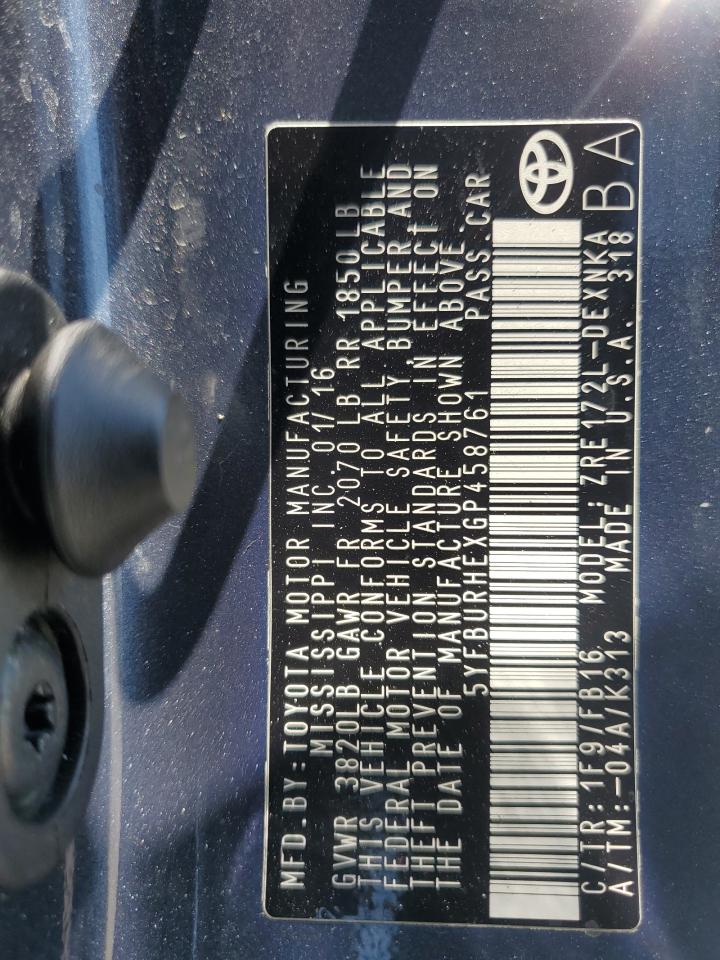 MFD.BY:TOYOTA MOTOR MANUFACTURING
MISSISSIPPI INC. 01/16
GVWR 3820LB GAWR FR 2070 LB RR 1850 LB
THIS VEHICLE CONFORMS TO ALL APPLICABLE
FEDERAL MOTOR VEHICLE SAFETY, BUMPER AND
THEFT PREVENTION STANDARDS IN EFFECT ON
THE DATE OF MANUFACTURE SHOWN ABOVE.
5YFBURHEXGP458761 PASS.CAR
C/TR:1F9/FB16 MODEL:ZRE172L-DEXNKA BA
A/TM:-04A/K313 MADE IN U.S.A. 318